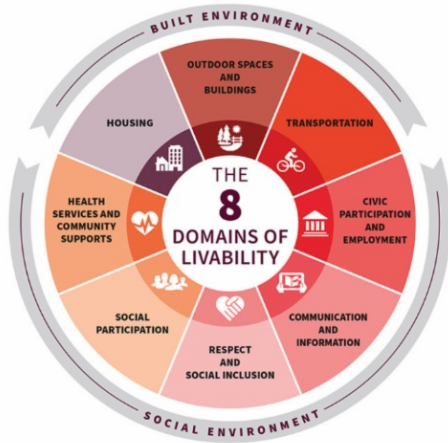 BUILT ENVIRONMENT
OUTDOOR SPACES
AND
BUILDINGS
TRANSPORTATION
CIVIC
PARTICIPATION
AND
EMPLOYMENT
COMMUNICATION
AND
INFORMATION
RESPECT
AND
SOCIAL INCLUSION
SOCIAL
PARTICIPATION
HEALTH
SERVICES AND
COMMUNITY
SUPPORTS
HOUSING
THE
8
DOMAINS OF
LIVABILITY
SOCIAL ENVIRONMENT